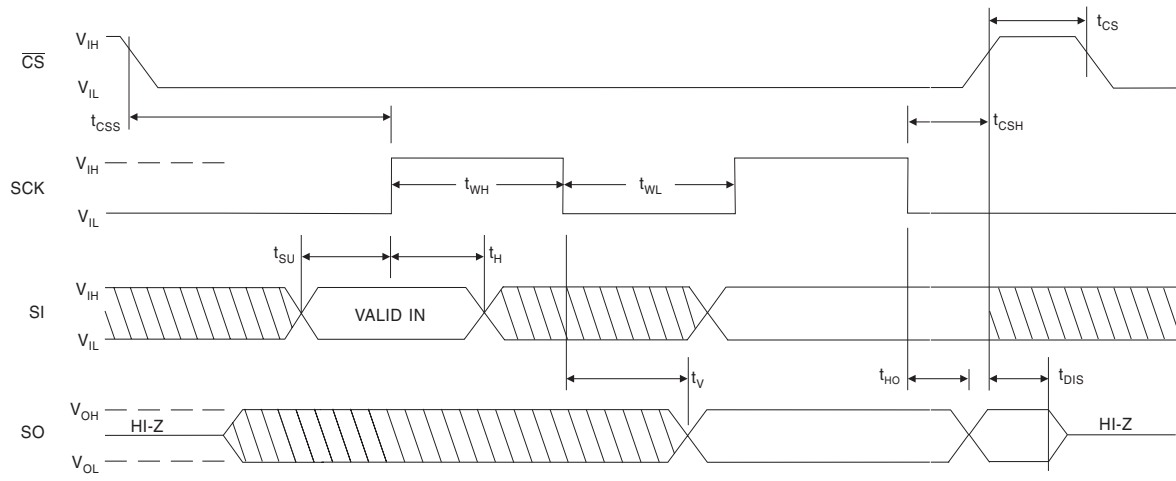 V_IH
t_CS
C̅S̅
V_IL
t_CSS
t_CSH
V_IH
SCK
t_WH
t_WL
V_IL
t_SU
t_H
V_IH
SI
VALID IN
V_IL
t_V
t_HO
t_DIS
V_OH
SO
HI-Z
HI-Z
V_OL